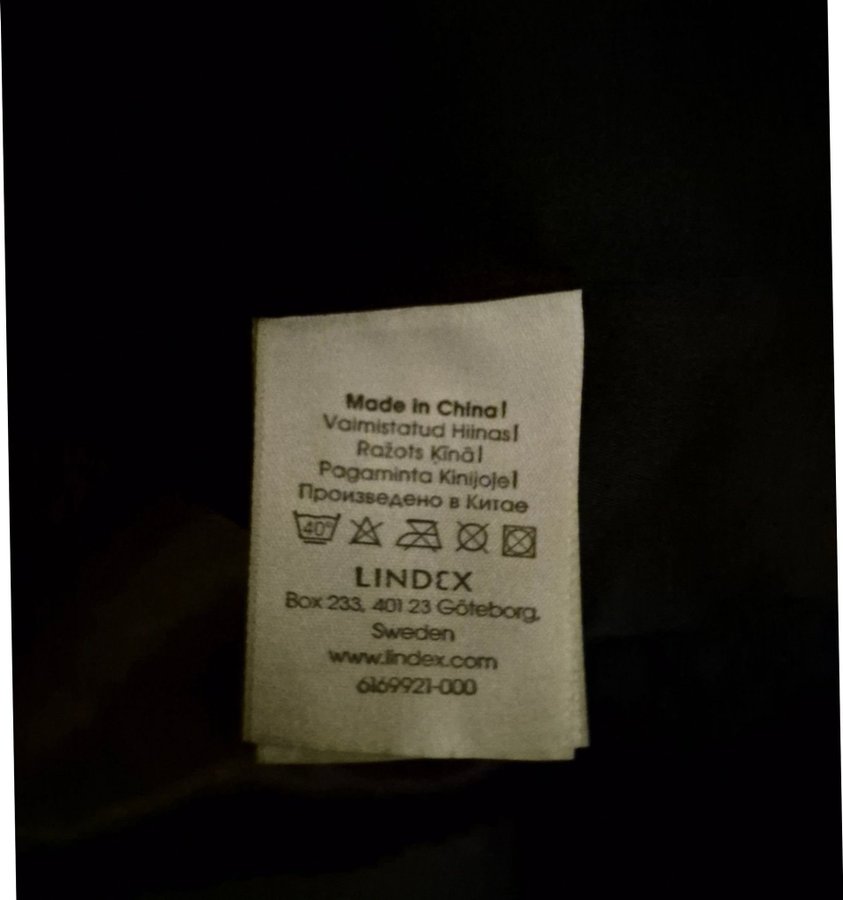 Made in China|
Valmistatud Hiinas|
Ražots Ķīnā|
Pagaminta Kinijoje|
Произведено в Китае
40°
LINDEX
Box 233, 401 23 Göteborg,
Sweden
www.lindex.com
6169921-000